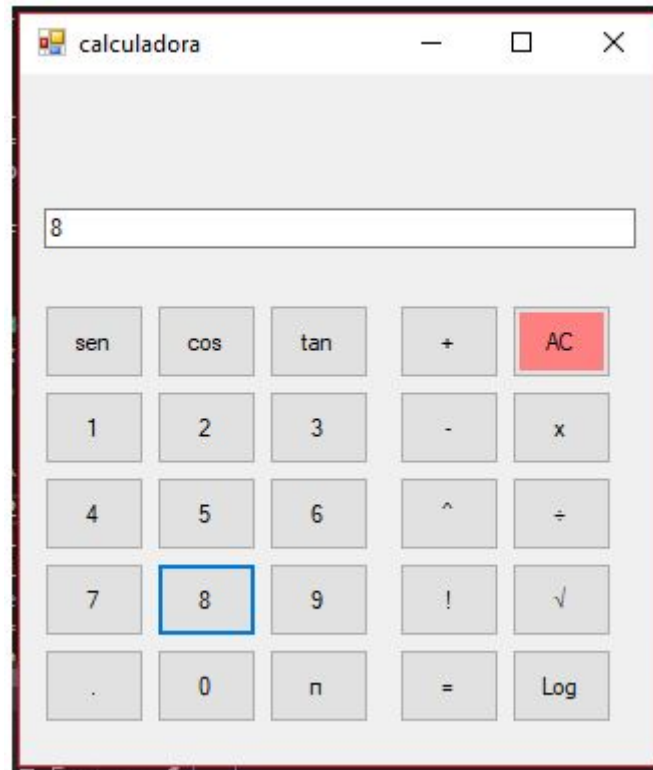 calculadora
8
sen cos tan + AC
1 2 3 - x
4 5 6 ^ ÷
7 8 9 ! √
. 0 п = Log